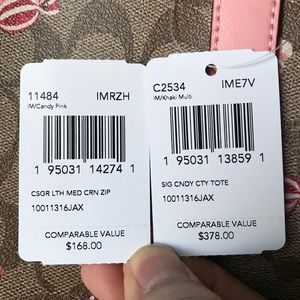 11484 IMRZH
IM/Candy Pink
1 95031 14274 1
CSGR LTH MED CRN ZIP
10011316JAX
COMPARABLE VALUE
$168.00
C2534 IME7V
IM/Khaki Multi
1 95031 13859 1
SIG CNDY CTY TOTE
10011316JAX
COMPARABLE VALUE
$378.00